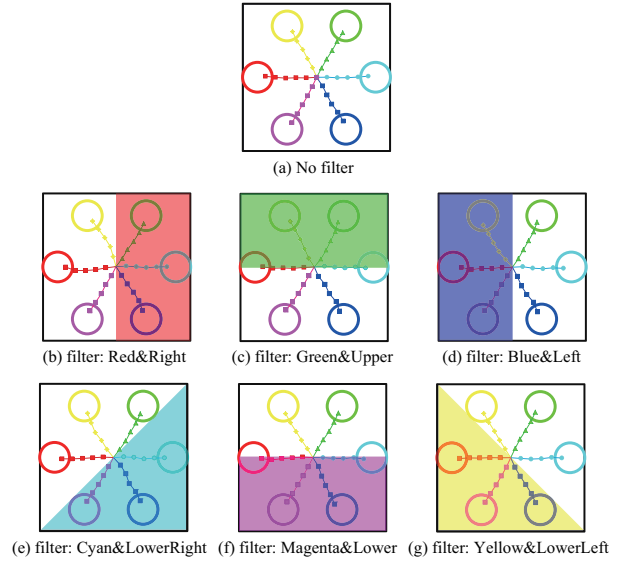 (a) No filter
(b) filter: Red&Right
(c) filter: Green&Upper
(d) filter: Blue&Left
(e) filter: Cyan&LowerRight
(f) filter: Magenta&Lower
(g) filter: Yellow&LowerLeft